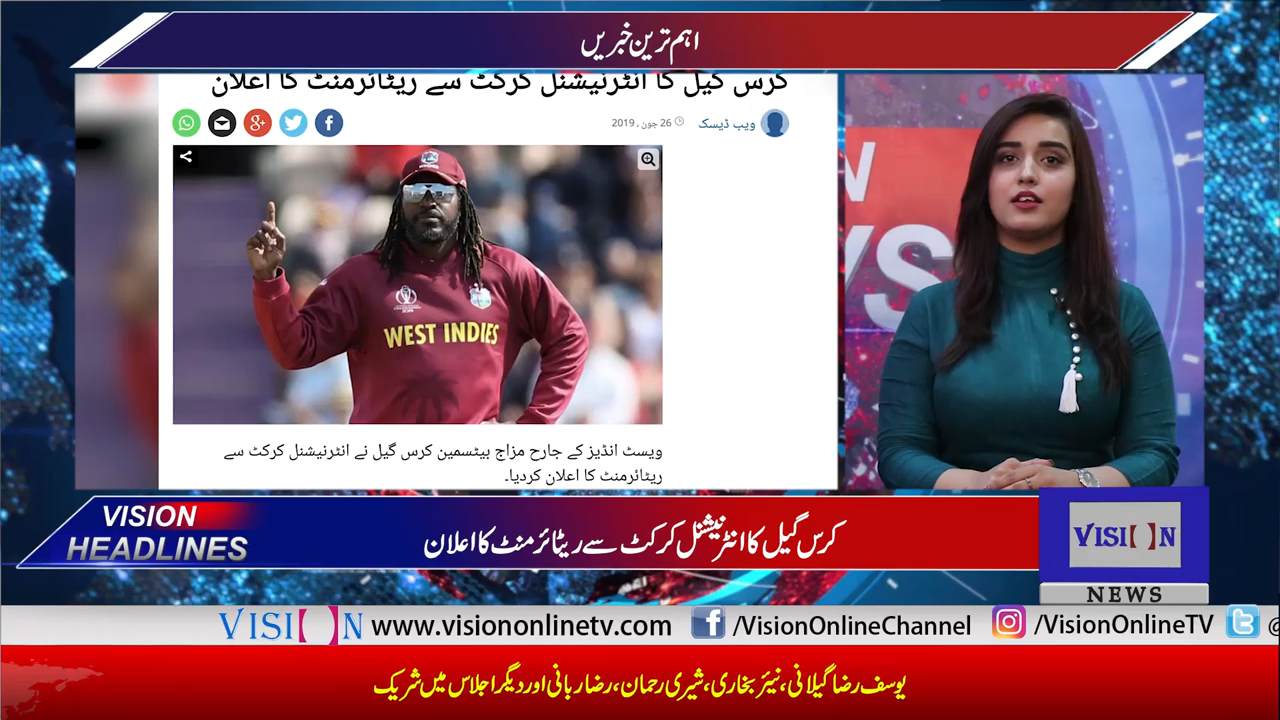 اہم ترین خبریں
کرس گیل کا انٹرنیشنل کرکٹ سے ریٹائرمنٹ کا اعلان
ویب ڈیسک
26 جون ، 2019
WEST INDIES
ویسٹ انڈیز کے جارح مزاج بیٹسمین کرس گیل نے انٹرنیشنل کرکٹ سے
ریٹائرمنٹ کا اعلان کردیا۔
VISION
HEADLINES
کرس گیل کا انٹرنیشنل کرکٹ سے ریٹائرمنٹ کا اعلان
VISI()N
NEWS
VISI()N www.visiononlinetv.com /VisionOnlineChannel /VisionOnlineTV @
یوسف رضا گیلانی، نیئر بخاری، شیری رحمان، رضا ربانی اور دیگر اجلاس میں شریک